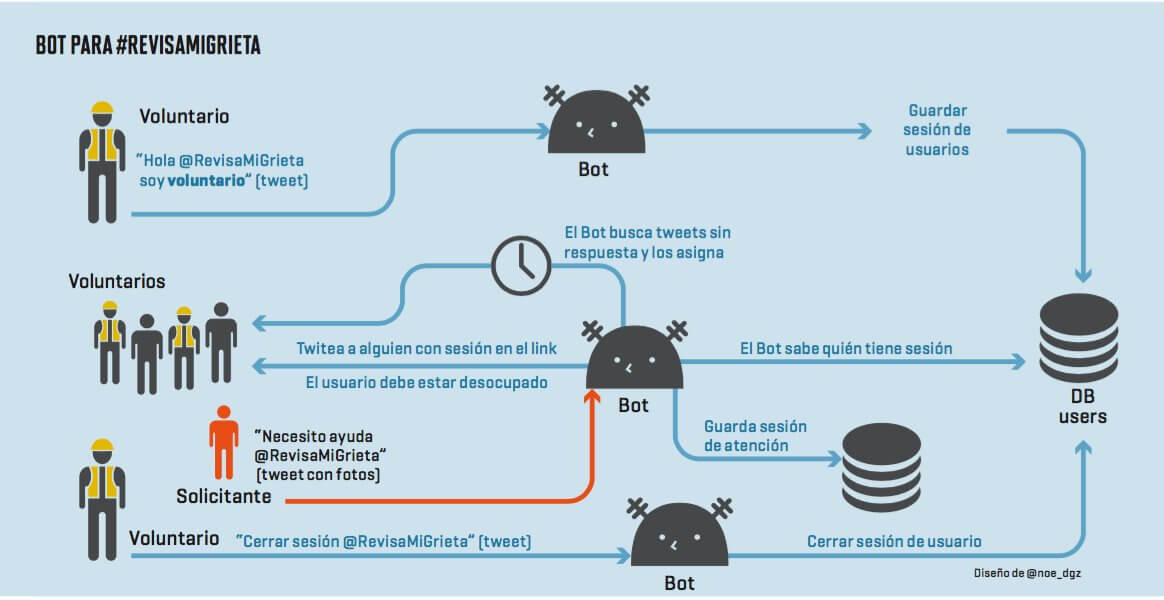 BOT PARA #REVISAMIGRIETA
Voluntario
“Hola @RevisaMiGrieta
soy voluntario“ (tweet)
Bot
Guardar
sesión de
usuarios
El Bot busca tweets sin
respuesta y los asigna
Voluntarios
Twitea a alguien con sesión en el link
El usuario debe estar desocupado
Bot
El Bot sabe quién tiene sesión
DB
users
Guarda sesión
de atención
“Necesito ayuda
@RevisaMiGrieta“
(tweet con fotos)
Solicitante
Voluntario
“Cerrar sesión @RevisaMiGrieta“ (tweet)
Bot
Cerrar sesión de usuario
Diseño de @noe_dgz